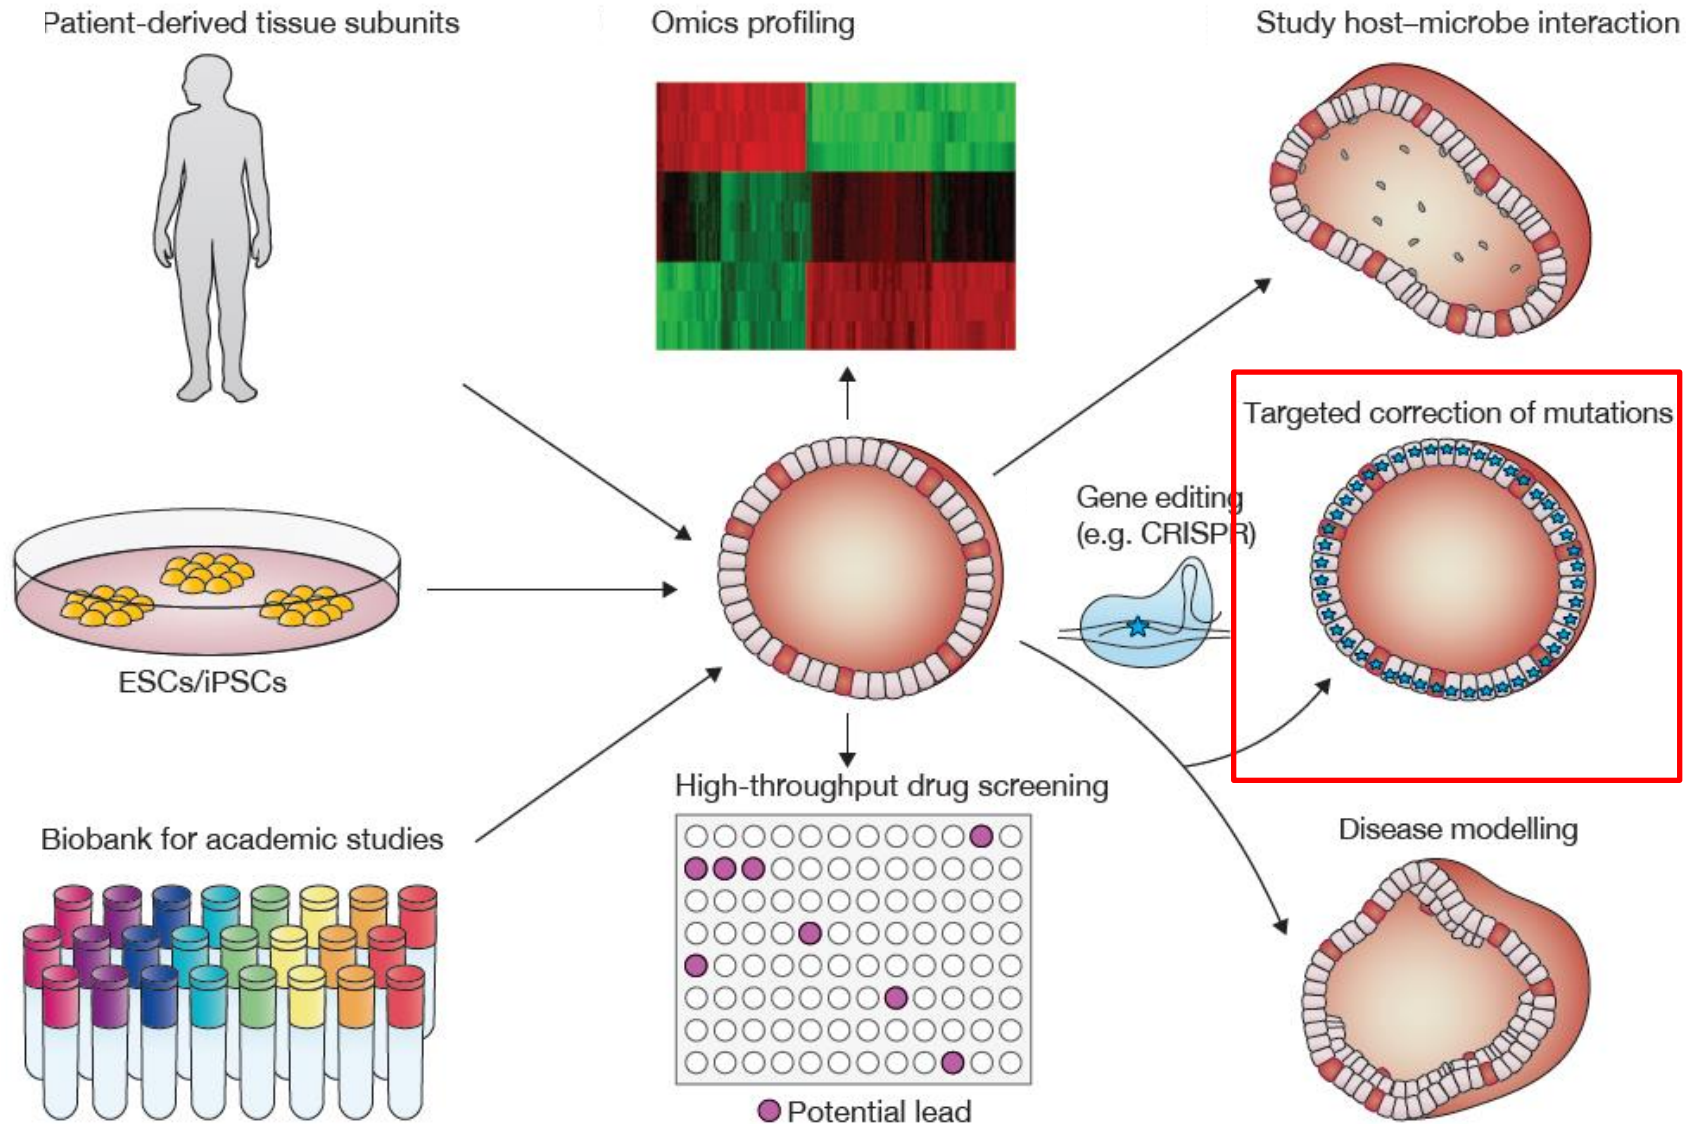 Patient-derived tissue subunits
Omics profiling
Study host–microbe interaction
Targeted correction of mutations
Gene editing
(e.g. CRISPR)
ESCs/iPSCs
High-throughput drug screening
Biobank for academic studies
Disease modelling
Potential lead